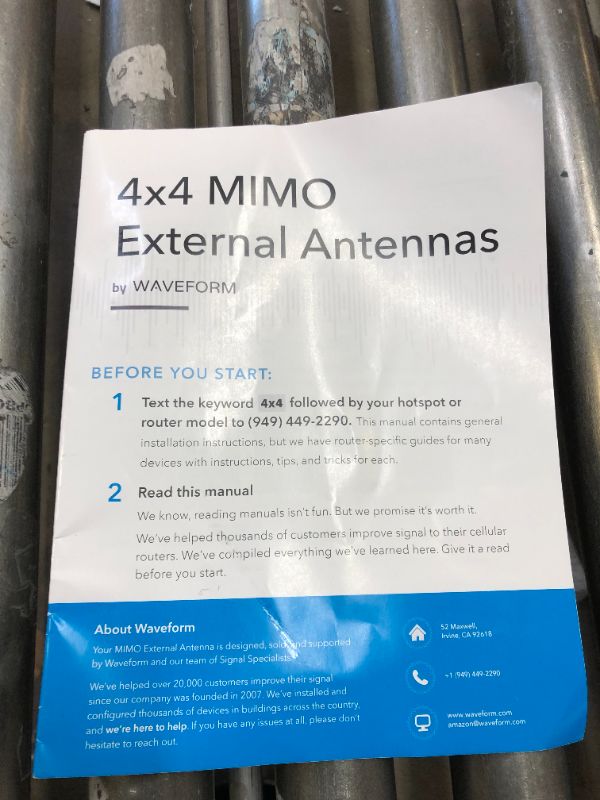 4x4 MIMO
External Antennas
by WAVEFORM
BEFORE YOU START:
1 Text the keyword 4x4 followed by your hotspot or
router model to (949) 449-2290. This manual contains general
installation instructions, but we have router-specific guides for many
devices with instructions, tips, and tricks for each.
2 Read this manual
We know, reading manuals isn't fun. But we promise it's worth it.
We've helped thousands of customers improve signal to their cellular
routers. We've compiled everything we've learned here. Give it a read
before you start.
About Waveform
Your MIMO External Antenna is designed, sold, and supported
by Waveform and our team of Signal Specialists.
We've helped over 20,000 customers improve their signal
since our company was founded in 2007. We've installed and
configured thousands of devices in buildings across the country,
and we're here to help. If you have any issues at all, please don't
hesitate to reach out.
52 Maxwell,
Irvine, CA 92618
+1 (949) 449-2290
www.waveform.com
amazon@waveform.com